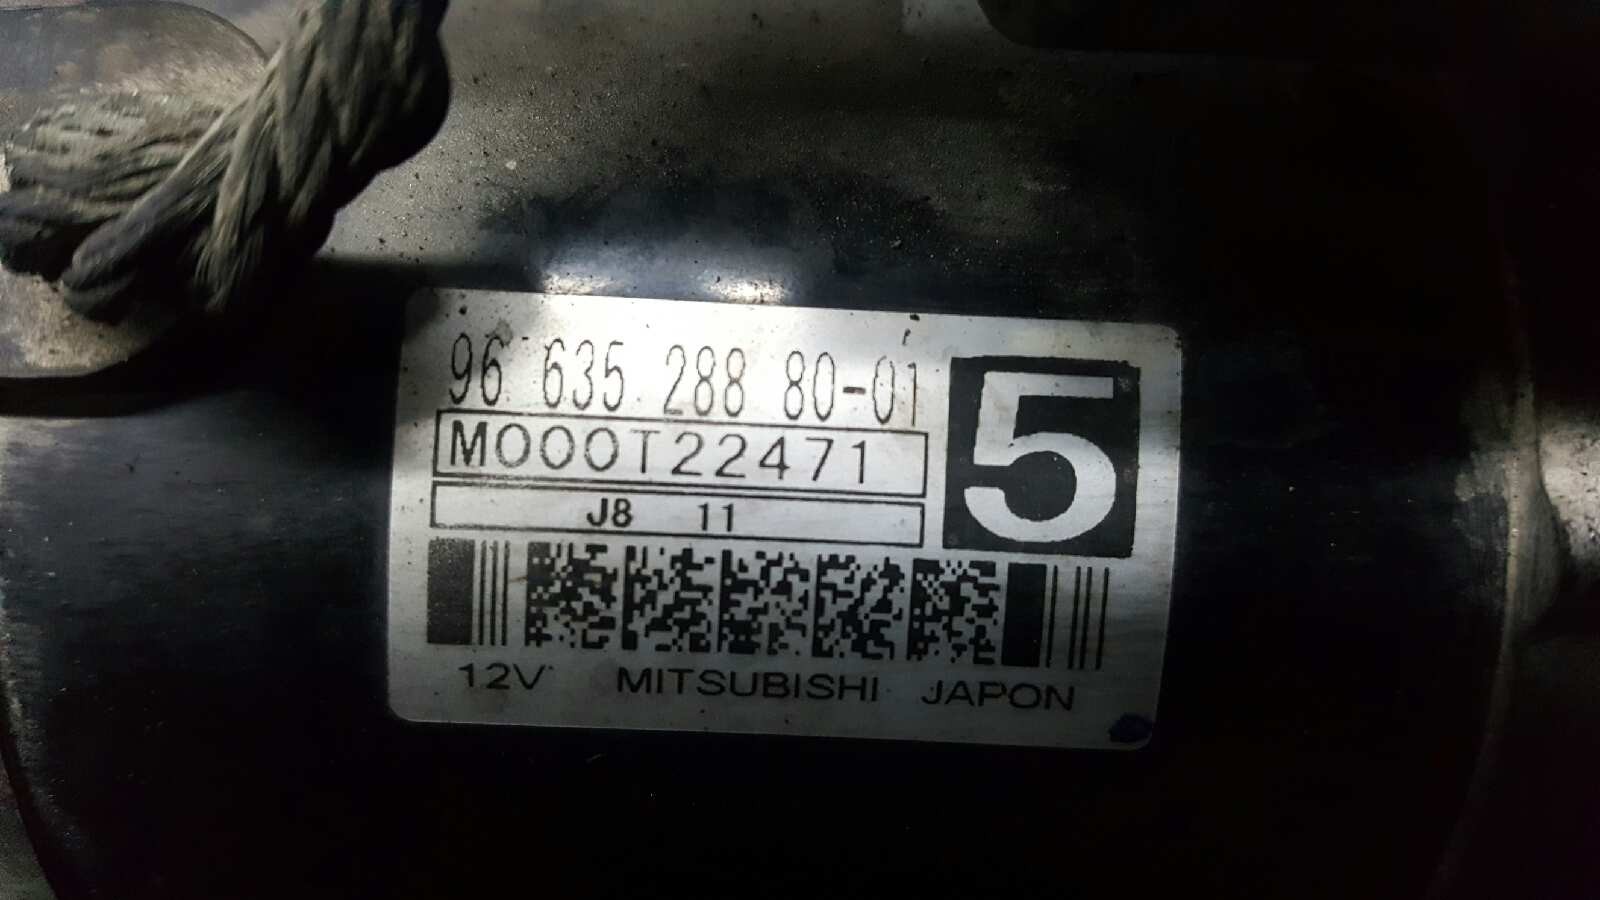 96 635 288 80-01
5
M000T22471
J8 11
12V MITSUBISHI JAPON